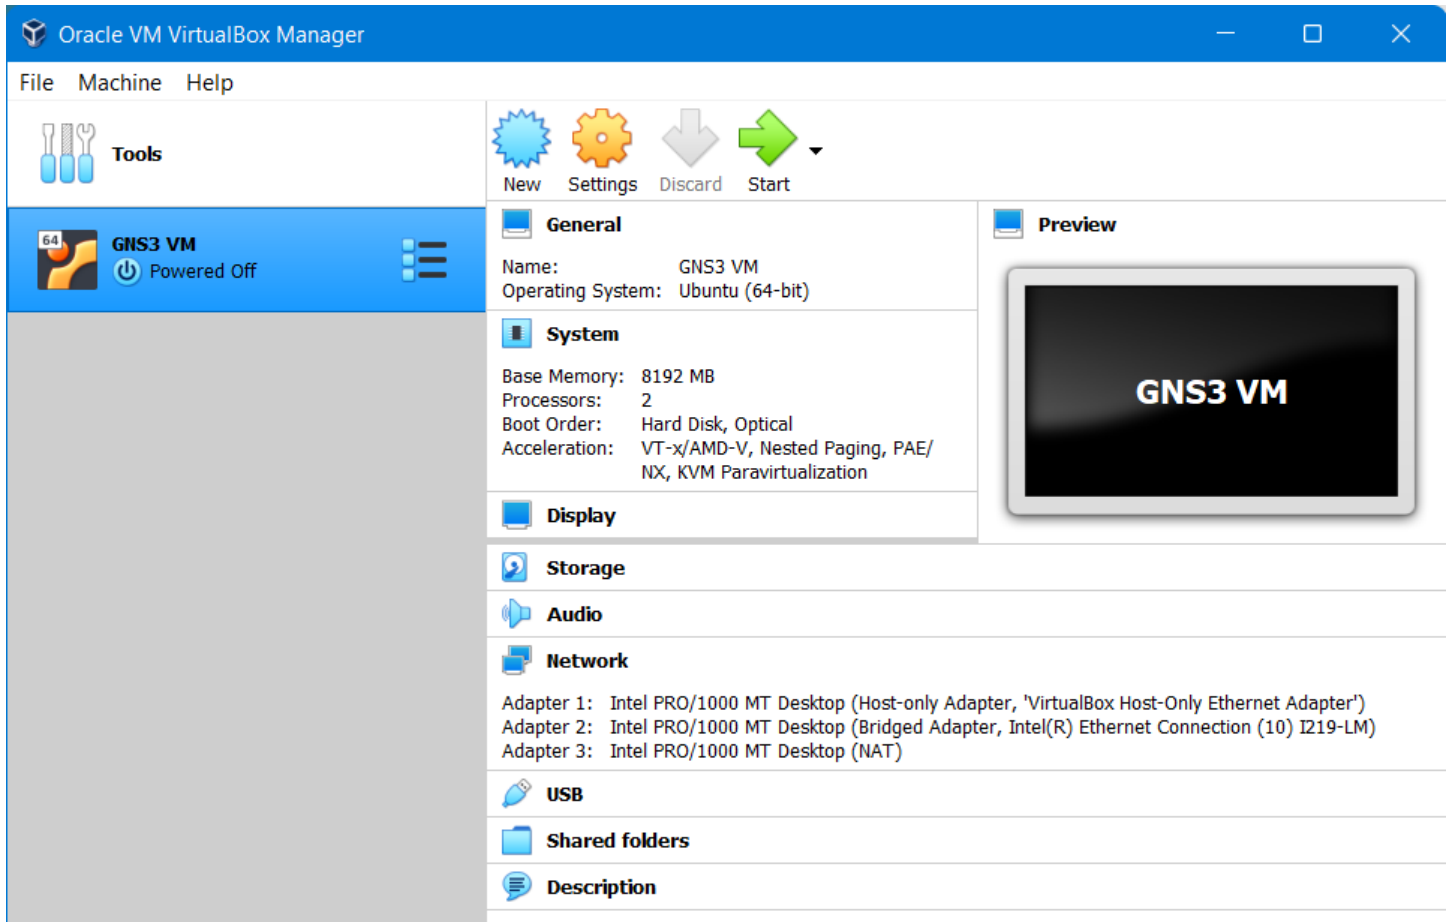 Oracle VM VirtualBox Manager
File Machine Help
Tools
New Settings Discard Start
64
GNS3 VM
Powered Off
General
Name: GNS3 VM
Operating System: Ubuntu (64-bit)
System
Base Memory: 8192 MB
Processors: 2
Boot Order: Hard Disk, Optical
Acceleration: VT-x/AMD-V, Nested Paging, PAE/
NX, KVM Paravirtualization
Display
Preview
GNS3 VM
Storage
Audio
Network
Adapter 1: Intel PRO/1000 MT Desktop (Host-only Adapter, 'VirtualBox Host-Only Ethernet Adapter')
Adapter 2: Intel PRO/1000 MT Desktop (Bridged Adapter, Intel(R) Ethernet Connection (10) I219-LM)
Adapter 3: Intel PRO/1000 MT Desktop (NAT)
USB
Shared folders
Description